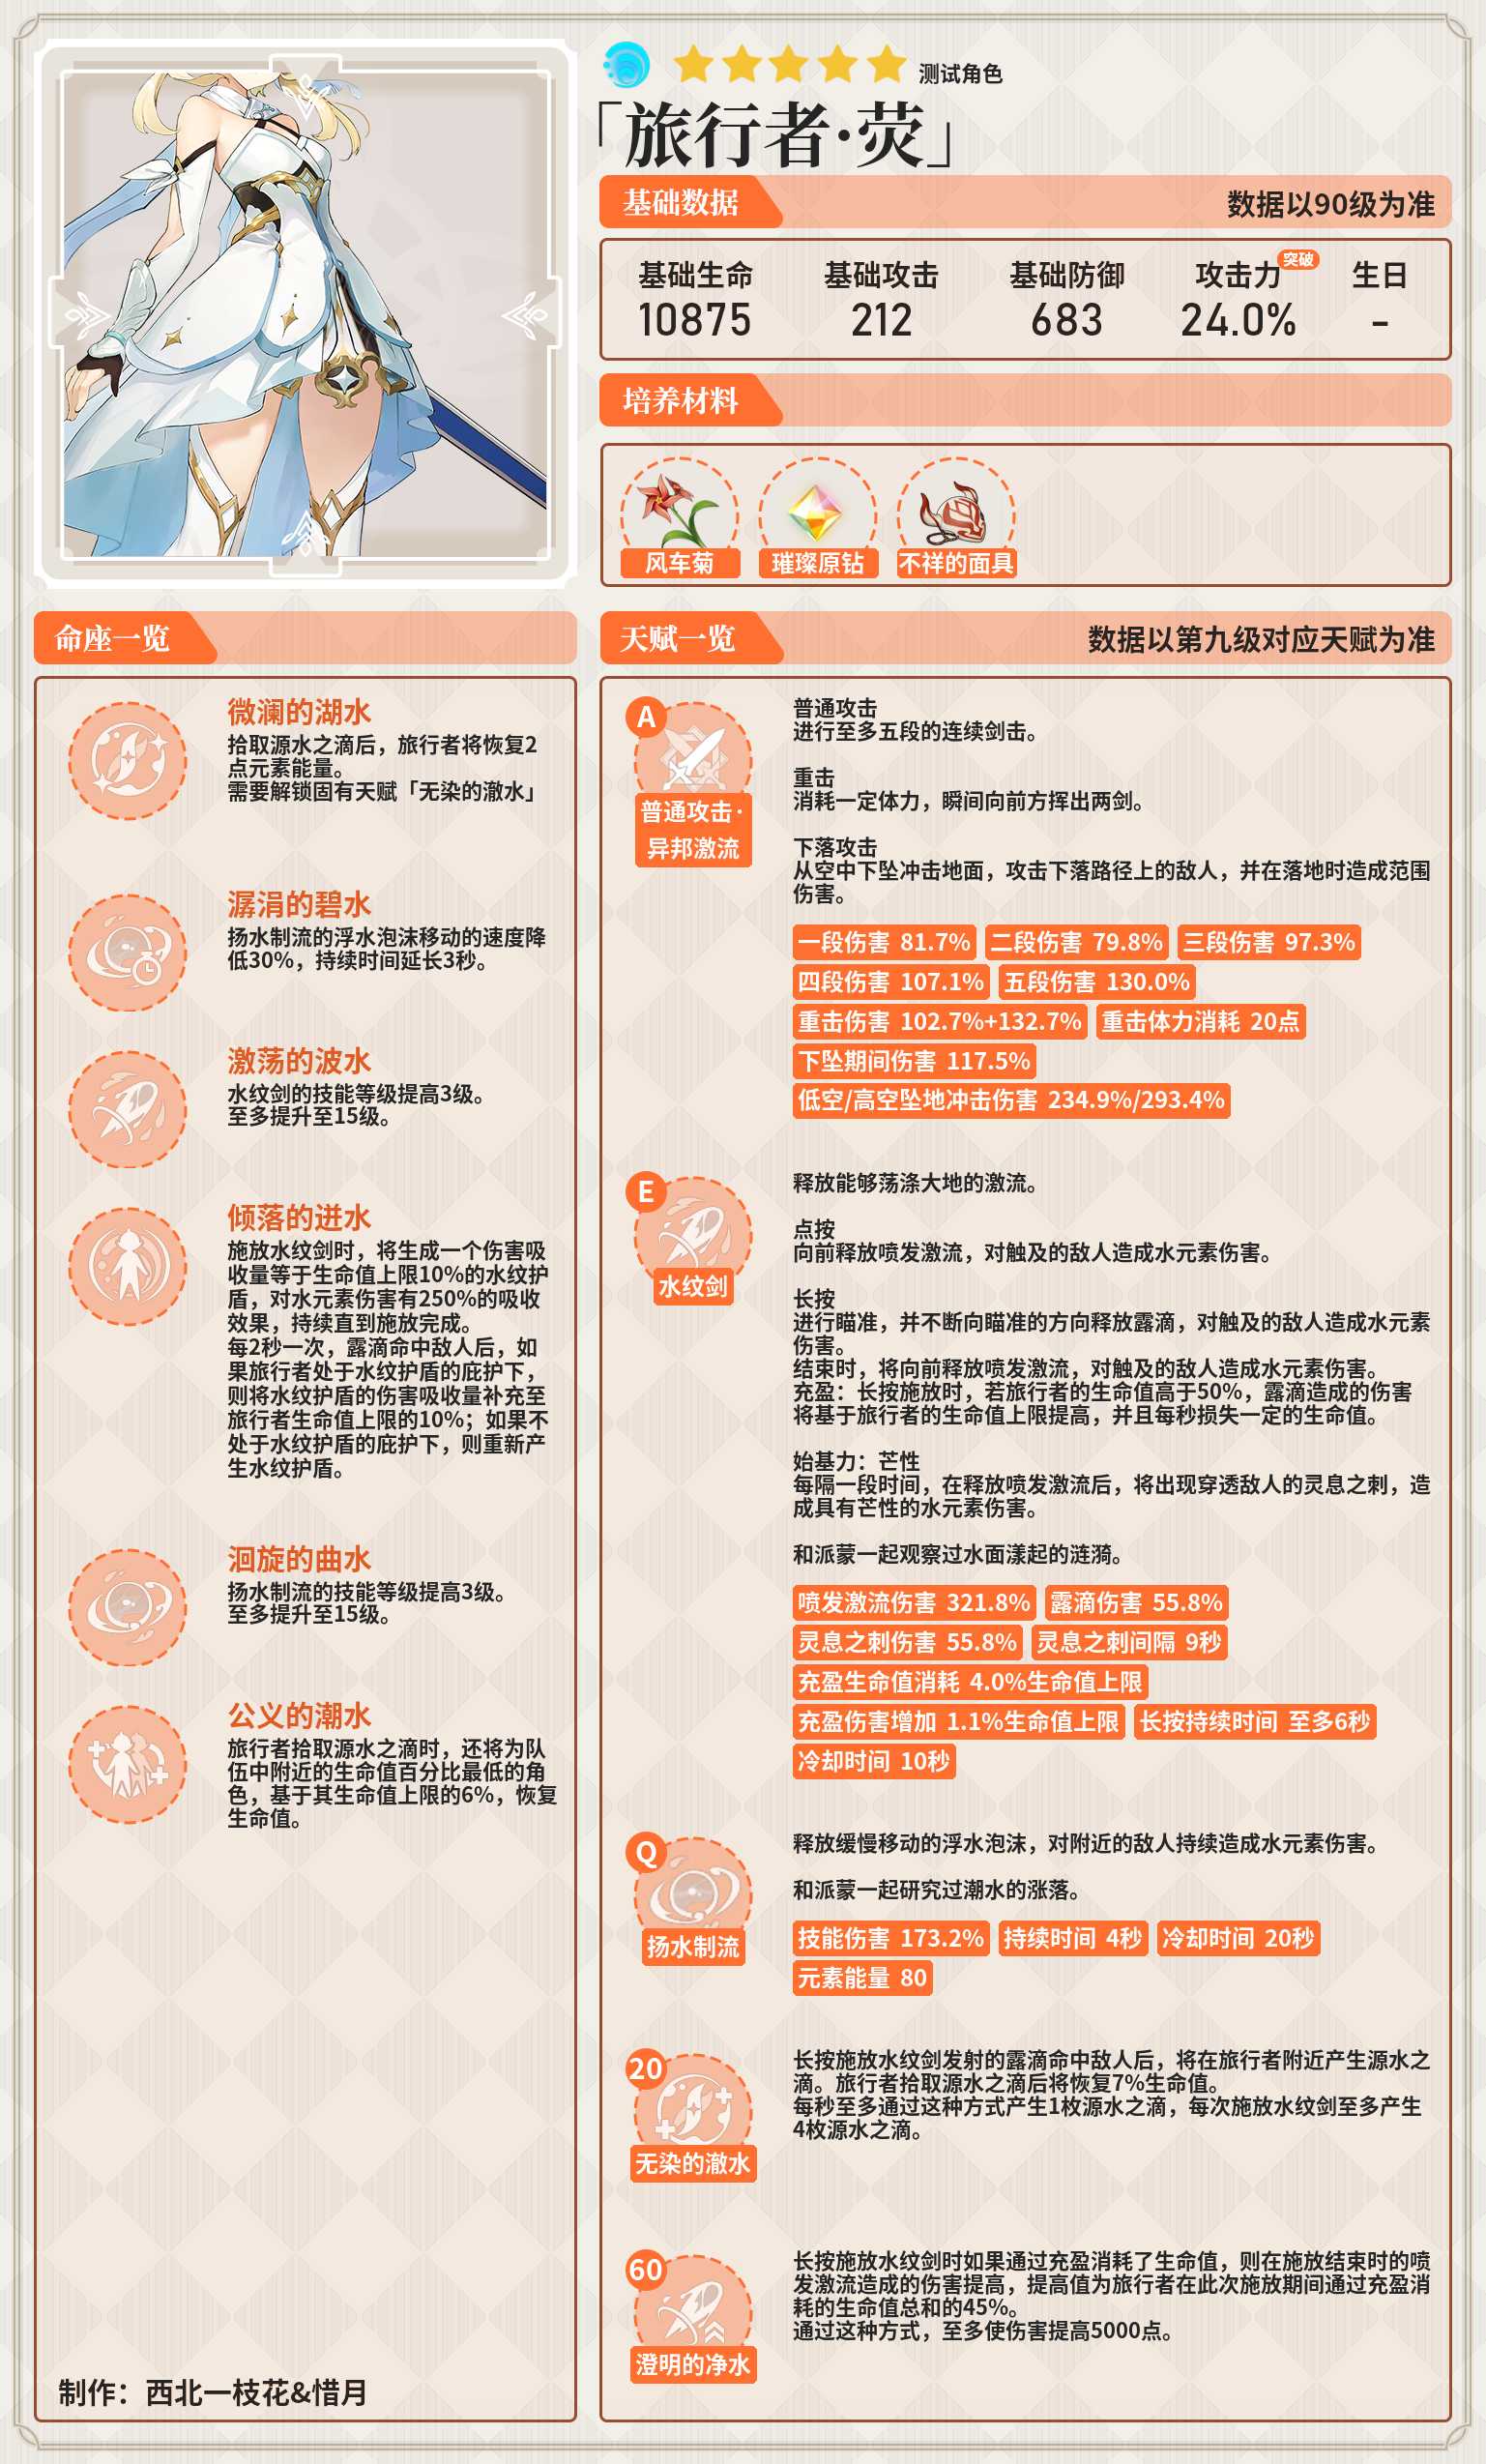 测试角色
「旅行者·荧」
基础数据
数据以90级为准
基础生命
10875
基础攻击
212
基础防御
683
攻击力
突破
24.0%
生日
-
培养材料
风车菊
璀璨原钻
不祥的面具
命座一览
微澜的湖水
拾取源水之滴后，旅行者将恢复2
点元素能量。
需要解锁固有天赋「无染的澈水」
潺涓的碧水
扬水制流的浮水泡沫移动的速度降
低30%，持续时间延长3秒。
激荡的波水
水纹剑的技能等级提高3级。
至多提升至15级。
倾落的迸水
施放水纹剑时，将生成一个伤害吸
收量等于生命值上限10%的水纹护
盾，对水元素伤害有250%的吸收
效果，持续直到施放完成。
每2秒一次，露滴命中敌人后，如
果旅行者处于水纹护盾的庇护下，
则将水纹护盾的伤害吸收量补充至
旅行者生命值上限的10%；如果不
处于水纹护盾的庇护下，则重新产
生水纹护盾。
洄旋的曲水
扬水制流的技能等级提高3级。
至多提升至15级。
公义的潮水
旅行者拾取源水之滴时，还将为队
伍中附近的生命值百分比最低的角
色，基于其生命值上限的6%，恢复
生命值。
制作：西北一枝花&惜月
天赋一览
数据以第九级对应天赋为准
A
普通攻击·
异邦激流
普通攻击
进行至多五段的连续剑击。
重击
消耗一定体力，瞬间向前方挥出两剑。
下落攻击
从空中下坠冲击地面，攻击下落路径上的敌人，并在落地时造成范围
伤害。
一段伤害 81.7% 二段伤害 79.8% 三段伤害 97.3%
四段伤害 107.1% 五段伤害 130.0%
重击伤害 102.7%+132.7% 重击体力消耗 20点
下坠期间伤害 117.5%
低空/高空坠地冲击伤害 234.9%/293.4%
E
水纹剑
释放能够荡涤大地的激流。
点按
向前释放喷发激流，对触及的敌人造成水元素伤害。
长按
进行瞄准，并不断向瞄准的方向释放露滴，对触及的敌人造成水元素
伤害。
结束时，将向前释放喷发激流，对触及的敌人造成水元素伤害。
充盈：长按施放时，若旅行者的生命值高于50%，露滴造成的伤害
将基于旅行者的生命值上限提高，并且每秒损失一定的生命值。
始基力：芒性
每隔一段时间，在释放喷发激流后，将出现穿透敌人的灵息之刺，造
成具有芒性的水元素伤害。
和派蒙一起观察过水面漾起的涟漪。
喷发激流伤害 321.8% 露滴伤害 55.8%
灵息之刺伤害 55.8% 灵息之刺间隔 9秒
充盈生命值消耗 4.0%生命值上限
充盈伤害增加 1.1%生命值上限 长按持续时间 至多6秒
冷却时间 10秒
Q
扬水制流
释放缓慢移动的浮水泡沫，对附近的敌人持续造成水元素伤害。
和派蒙一起研究过潮水的涨落。
技能伤害 173.2% 持续时间 4秒 冷却时间 20秒
元素能量 80
20
无染的澈水
长按施放水纹剑发射的露滴命中敌人后，将在旅行者附近产生源水之
滴。旅行者拾取源水之滴后将恢复7%生命值。
每秒至多通过这种方式产生1枚源水之滴，每次施放水纹剑至多产生
4枚源水之滴。
60
澄明的净水
长按施放水纹剑时如果通过充盈消耗了生命值，则在施放结束时的喷
发激流造成的伤害提高，提高值为旅行者在此次施放期间通过充盈消
耗的生命值总和的45%。
通过这种方式，至多使伤害提高5000点。